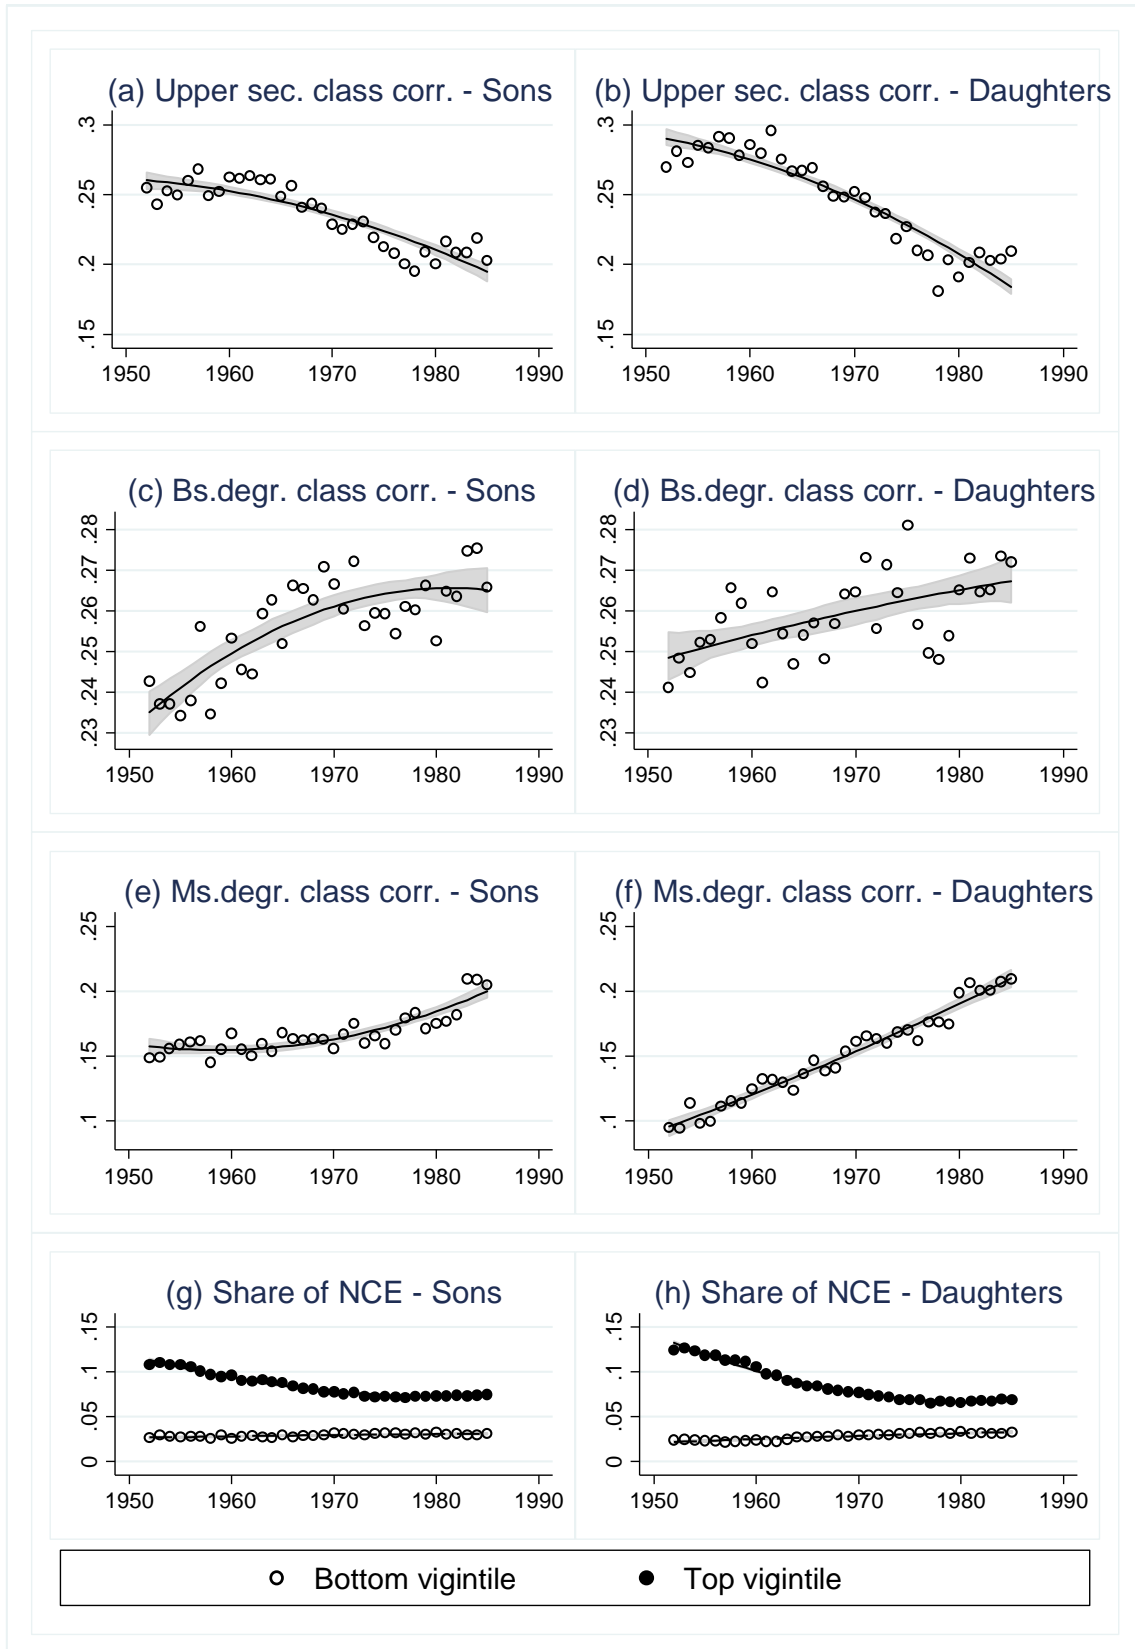 (a) Upper sec. class corr. - Sons
.3
.25
.2
.15
1950 1960 1970 1980 1990
(b) Upper sec. class corr. - Daughters
.3
.25
.2
.15
1950 1960 1970 1980 1990
(c) Bs.degr. class corr. - Sons
.28
.27
.26
.25
.24
.23
1950 1960 1970 1980 1990
(d) Bs.degr. class corr. - Daughters
.28
.27
.26
.25
.24
.23
1950 1960 1970 1980 1990
(e) Ms.degr. class corr. - Sons
.25
.2
.15
.1
1950 1960 1970 1980 1990
(f) Ms.degr. class corr. - Daughters
.25
.2
.15
.1
1950 1960 1970 1980 1990
(g) Share of NCE - Sons
.15
.1
.05
0
1950 1960 1970 1980 1990
(h) Share of NCE - Daughters
.15
.1
.05
0
1950 1960 1970 1980 1990
Bottom vigintile Top vigintile